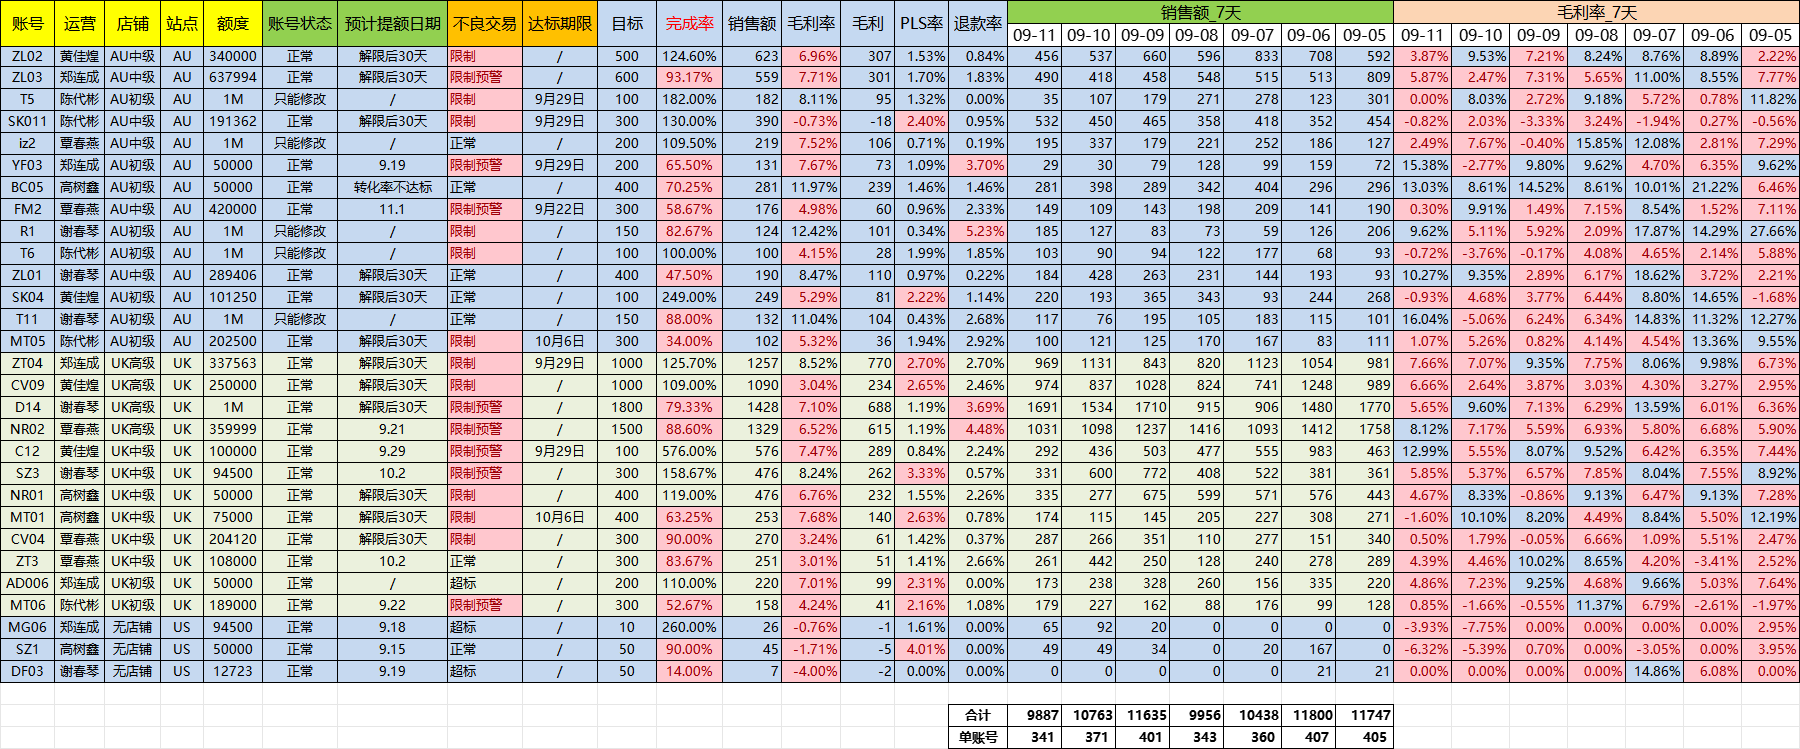 账号 运营 店铺 站点 额度 账号状态 预计提额日期 不良交易 达标期限 目标 完成率 销售额 毛利率 毛利 PLS率 退款率 销售额_7天 毛利率_7天
09-11 09-10 09-09 09-08 09-07 09-06 09-05 09-11 09-10 09-09 09-08 09-07 09-06 09-05
ZL02 黄佳煌 AU中级 AU 340000 正常 解限后30天 限制 / 500 124.60% 623 6.96% 307 1.53% 0.84% 456 537 660 596 833 708 592 3.87% 9.53% 7.21% 8.24% 8.76% 8.89% 2.22%
ZL03 郑连成 AU中级 AU 637994 正常 解限后30天 限制预警 / 600 93.17% 559 7.71% 301 1.70% 1.83% 490 418 458 548 515 513 809 5.87% 2.47% 7.31% 5.65% 11.00% 8.55% 7.77%
T5 陈代彬 AU初级 AU 1M 只能修改 / 限制 9月29日 100 182.00% 182 8.11% 95 1.32% 0.00% 35 107 179 271 278 123 301 0.00% 8.03% 2.72% 9.18% 5.72% 0.78% 11.82%
SK011 陈代彬 AU中级 AU 191362 正常 解限后30天 限制 9月29日 300 130.00% 390 -0.73% -18 2.40% 0.95% 532 450 465 358 418 352 454 -0.82% 2.03% -3.33% 3.24% -1.94% 0.27% -0.56%
iz2 覃春燕 AU中级 AU 1M 只能修改 / 正常 / 200 109.50% 219 7.52% 106 0.71% 0.19% 195 337 179 221 252 186 127 2.49% 7.67% -0.40% 15.85% 12.08% 2.81% 7.29%
YF03 郑连成 AU初级 AU 50000 正常 9.19 限制预警 9月29日 200 65.50% 131 7.67% 73 1.09% 3.70% 29 30 79 128 99 159 72 15.38% -2.77% 9.80% 9.62% 4.70% 6.35% 9.62%
BC05 高树鑫 AU初级 AU 50000 正常 转化率不达标 正常 / 400 70.25% 281 11.97% 239 1.46% 1.46% 281 398 289 342 404 296 296 13.03% 8.61% 14.52% 8.61% 10.01% 21.22% 6.46%
FM2 覃春燕 AU中级 AU 420000 正常 11.1 限制预警 9月22日 300 58.67% 176 4.98% 60 0.96% 2.33% 149 109 143 198 209 141 190 0.30% 9.91% 1.49% 7.15% 8.54% 1.52% 7.11%
R1 覃春燕 AU初级 AU 1M 只能修改 / 限制 / 150 82.67% 124 12.42% 101 0.34% 5.23% 185 127 83 73 59 126 206 9.62% 5.11% 5.92% 2.09% 17.87% 14.29% 27.66%
T6 陈代彬 AU初级 AU 1M 只能修改 / 限制 / 100 100.00% 100 4.15% 28 1.99% 1.85% 103 90 94 122 177 68 93 -0.72% -3.76% -0.17% 4.08% 4.65% 2.14% 5.88%
ZL01 谢春琴 AU中级 AU 289406 正常 解限后30天 正常 / 400 47.50% 190 8.47% 110 0.97% 0.22% 184 428 263 231 144 193 93 10.27% 9.35% 2.89% 6.17% 18.62% 3.72% 2.21%
SK04 黄佳煌 AU初级 AU 101250 正常 解限后30天 正常 / 100 249.00% 249 5.29% 81 2.22% 1.14% 220 193 365 343 93 244 268 -0.93% 4.68% 3.77% 6.44% 8.80% 14.65% -1.68%
T11 谢春琴 AU初级 AU 1M 只能修改 / 正常 / 150 88.00% 132 11.04% 104 0.43% 2.68% 117 76 195 105 183 115 101 16.04% -5.06% 6.24% 6.34% 14.83% 11.32% 12.27%
MT05 陈代彬 AU初级 AU 202500 正常 解限后30天 限制 10月6日 300 34.00% 102 5.32% 36 1.94% 2.92% 100 121 125 170 167 83 111 1.07% 5.26% 0.82% 4.14% 4.54% 13.36% 9.55%
ZT04 郑连成 UK高级 UK 337563 正常 解限后30天 限制 9月29日 1000 125.70% 1257 8.52% 770 2.70% 2.70% 969 1131 843 820 1123 1054 981 7.66% 7.07% 9.35% 7.75% 8.06% 9.98% 6.73%
CV09 黄佳煌 UK高级 UK 250000 正常 解限后30天 限制 / 1000 109.00% 1090 3.04% 234 2.65% 2.46% 974 837 1028 824 741 1248 989 6.66% 2.64% 3.87% 3.03% 4.30% 3.27% 2.95%
D14 谢春琴 UK高级 UK 1M 正常 解限后30天 限制预警 / 1800 79.33% 1428 7.10% 688 1.19% 3.69% 1691 1534 1710 915 906 1480 1770 5.65% 9.60% 7.13% 6.29% 13.59% 6.01% 6.36%
NR02 覃春燕 UK高级 UK 359999 正常 9.21 限制预警 / 1500 88.60% 1329 6.52% 615 1.19% 4.48% 1031 1098 1237 1416 1093 1412 1758 8.12% 7.17% 5.59% 6.93% 5.80% 6.68% 5.90%
C12 黄佳煌 UK中级 UK 100000 正常 9.29 限制预警 9月29日 100 576.00% 576 7.47% 289 0.84% 2.24% 292 436 503 477 555 983 463 12.99% 5.55% 8.07% 9.52% 6.42% 6.35% 7.44%
SZ3 谢春琴 UK中级 UK 94500 正常 10.2 限制预警 / 300 158.67% 476 8.24% 262 3.33% 0.57% 331 600 772 408 522 381 361 5.85% 5.37% 6.57% 7.85% 8.04% 7.55% 8.92%
NR01 高树鑫 UK中级 UK 50000 正常 解限后30天 限制 / 400 119.00% 476 6.76% 232 1.55% 2.26% 335 277 675 599 571 576 443 4.67% 8.33% -0.86% 9.13% 6.47% 9.13% 7.28%
MT01 高树鑫 UK中级 UK 75000 正常 解限后30天 限制 10月6日 400 63.25% 253 7.68% 140 2.63% 0.78% 174 115 145 205 227 308 271 -1.60% 10.10% 8.20% 4.49% 8.84% 5.50% 12.19%
CV04 覃春燕 UK中级 UK 204120 正常 解限后30天 限制 / 300 90.00% 270 3.24% 61 1.42% 0.37% 287 266 351 110 277 151 340 0.50% 1.79% -0.05% 6.66% 1.09% 5.51% 2.47%
ZT3 覃春燕 UK中级 UK 108000 正常 10.2 正常 / 300 83.67% 251 3.01% 51 1.41% 2.66% 261 442 250 128 240 278 289 4.39% 4.46% 10.02% 8.65% 4.20% -3.41% 2.52%
AD006 郑连成 UK初级 UK 50000 正常 / 超标 / 200 110.00% 220 7.01% 99 2.31% 0.00% 173 238 328 260 156 335 220 4.86% 7.23% 9.25% 4.68% 9.66% 5.03% 7.64%
MT06 陈代彬 UK初级 UK 189000 正常 9.22 限制预警 / 300 52.67% 158 4.24% 41 2.16% 1.08% 179 227 162 88 176 99 128 0.85% -1.66% -0.55% 11.37% 6.79% -2.61% -1.97%
MG06 郑连成 无店铺 US 94500 正常 9.18 超标 / 10 260.00% 26 -0.76% -1 1.61% 0.00% 65 92 20 0 0 0 0 -3.93% -7.75% 0.00% 0.00% 0.00% 0.00% 2.95%
SZ1 高树鑫 无店铺 US 50000 正常 9.15 正常 / 50 90.00% 45 -1.71% -5 4.01% 0.00% 49 49 34 0 20 167 0 -6.32% -5.39% 0.70% 0.00% -3.05% 0.00% 3.95%
DF03 谢春琴 无店铺 US 12723 正常 9.19 超标 / 50 14.00% 7 -4.00% -2 0.00% 0.00% 0 0 0 0 0 21 21 0.00% 0.00% 0.00% 0.00% 14.86% 6.08% 0.00%
合计 9887 10763 11635 9956 10438 11800 11747
单账号 341 371 401 343 360 407 405